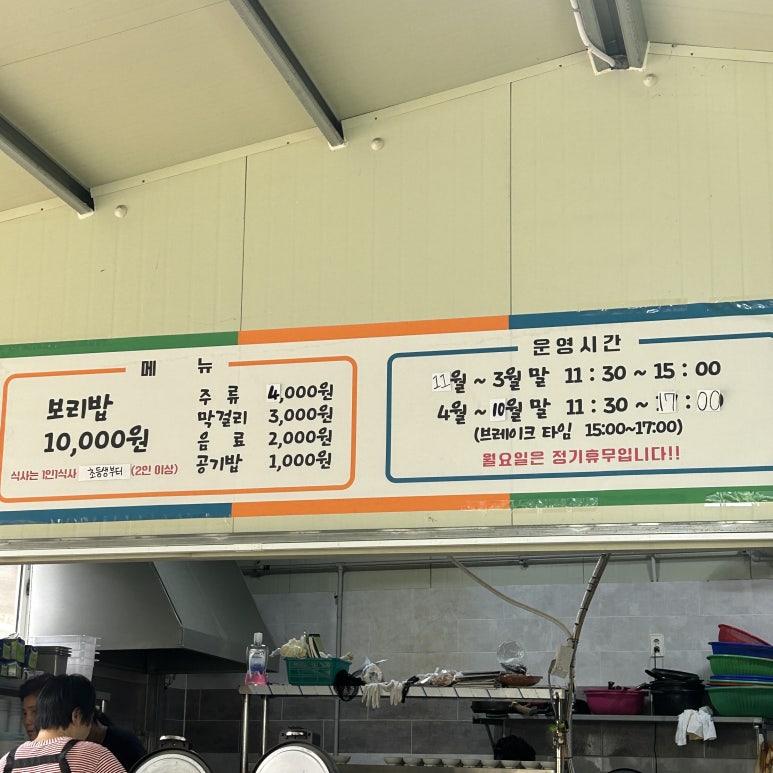 메 뉴
보리밥
10,000원
식사는 1인1식사 초등생부터 (2인 이상)
주 류 4,000원
막걸리 3,000원
음 료 2,000원
공기밥 1,000원
운영시간
11월 ~ 3월 말 11 : 30 ~ 15 : 00
4월 ~ 10월 말 11 : 30 ~ 17 : 00
(브레이크 타임 15:00~17:00)
월요일은 정기휴무입니다!!